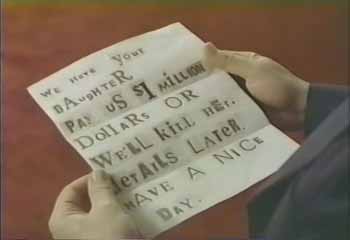 We Have your
DAUGHTER
PAY US $1 MILLION
DollaRs OR
We'll Kill HeR.
DeTAILS LATeR.
HAVE A NICE
DAY.